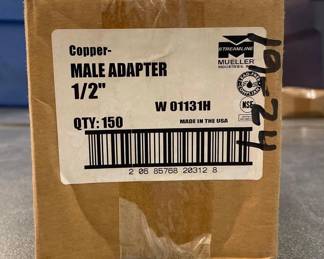 Copper-
MALE ADAPTER
1/2"
W 01131H
QTY: 150
MADE IN THE USA
2 06 85768 20312 8
STREAMLINE
MUELLER
INDUSTRIES
NSF
19-24